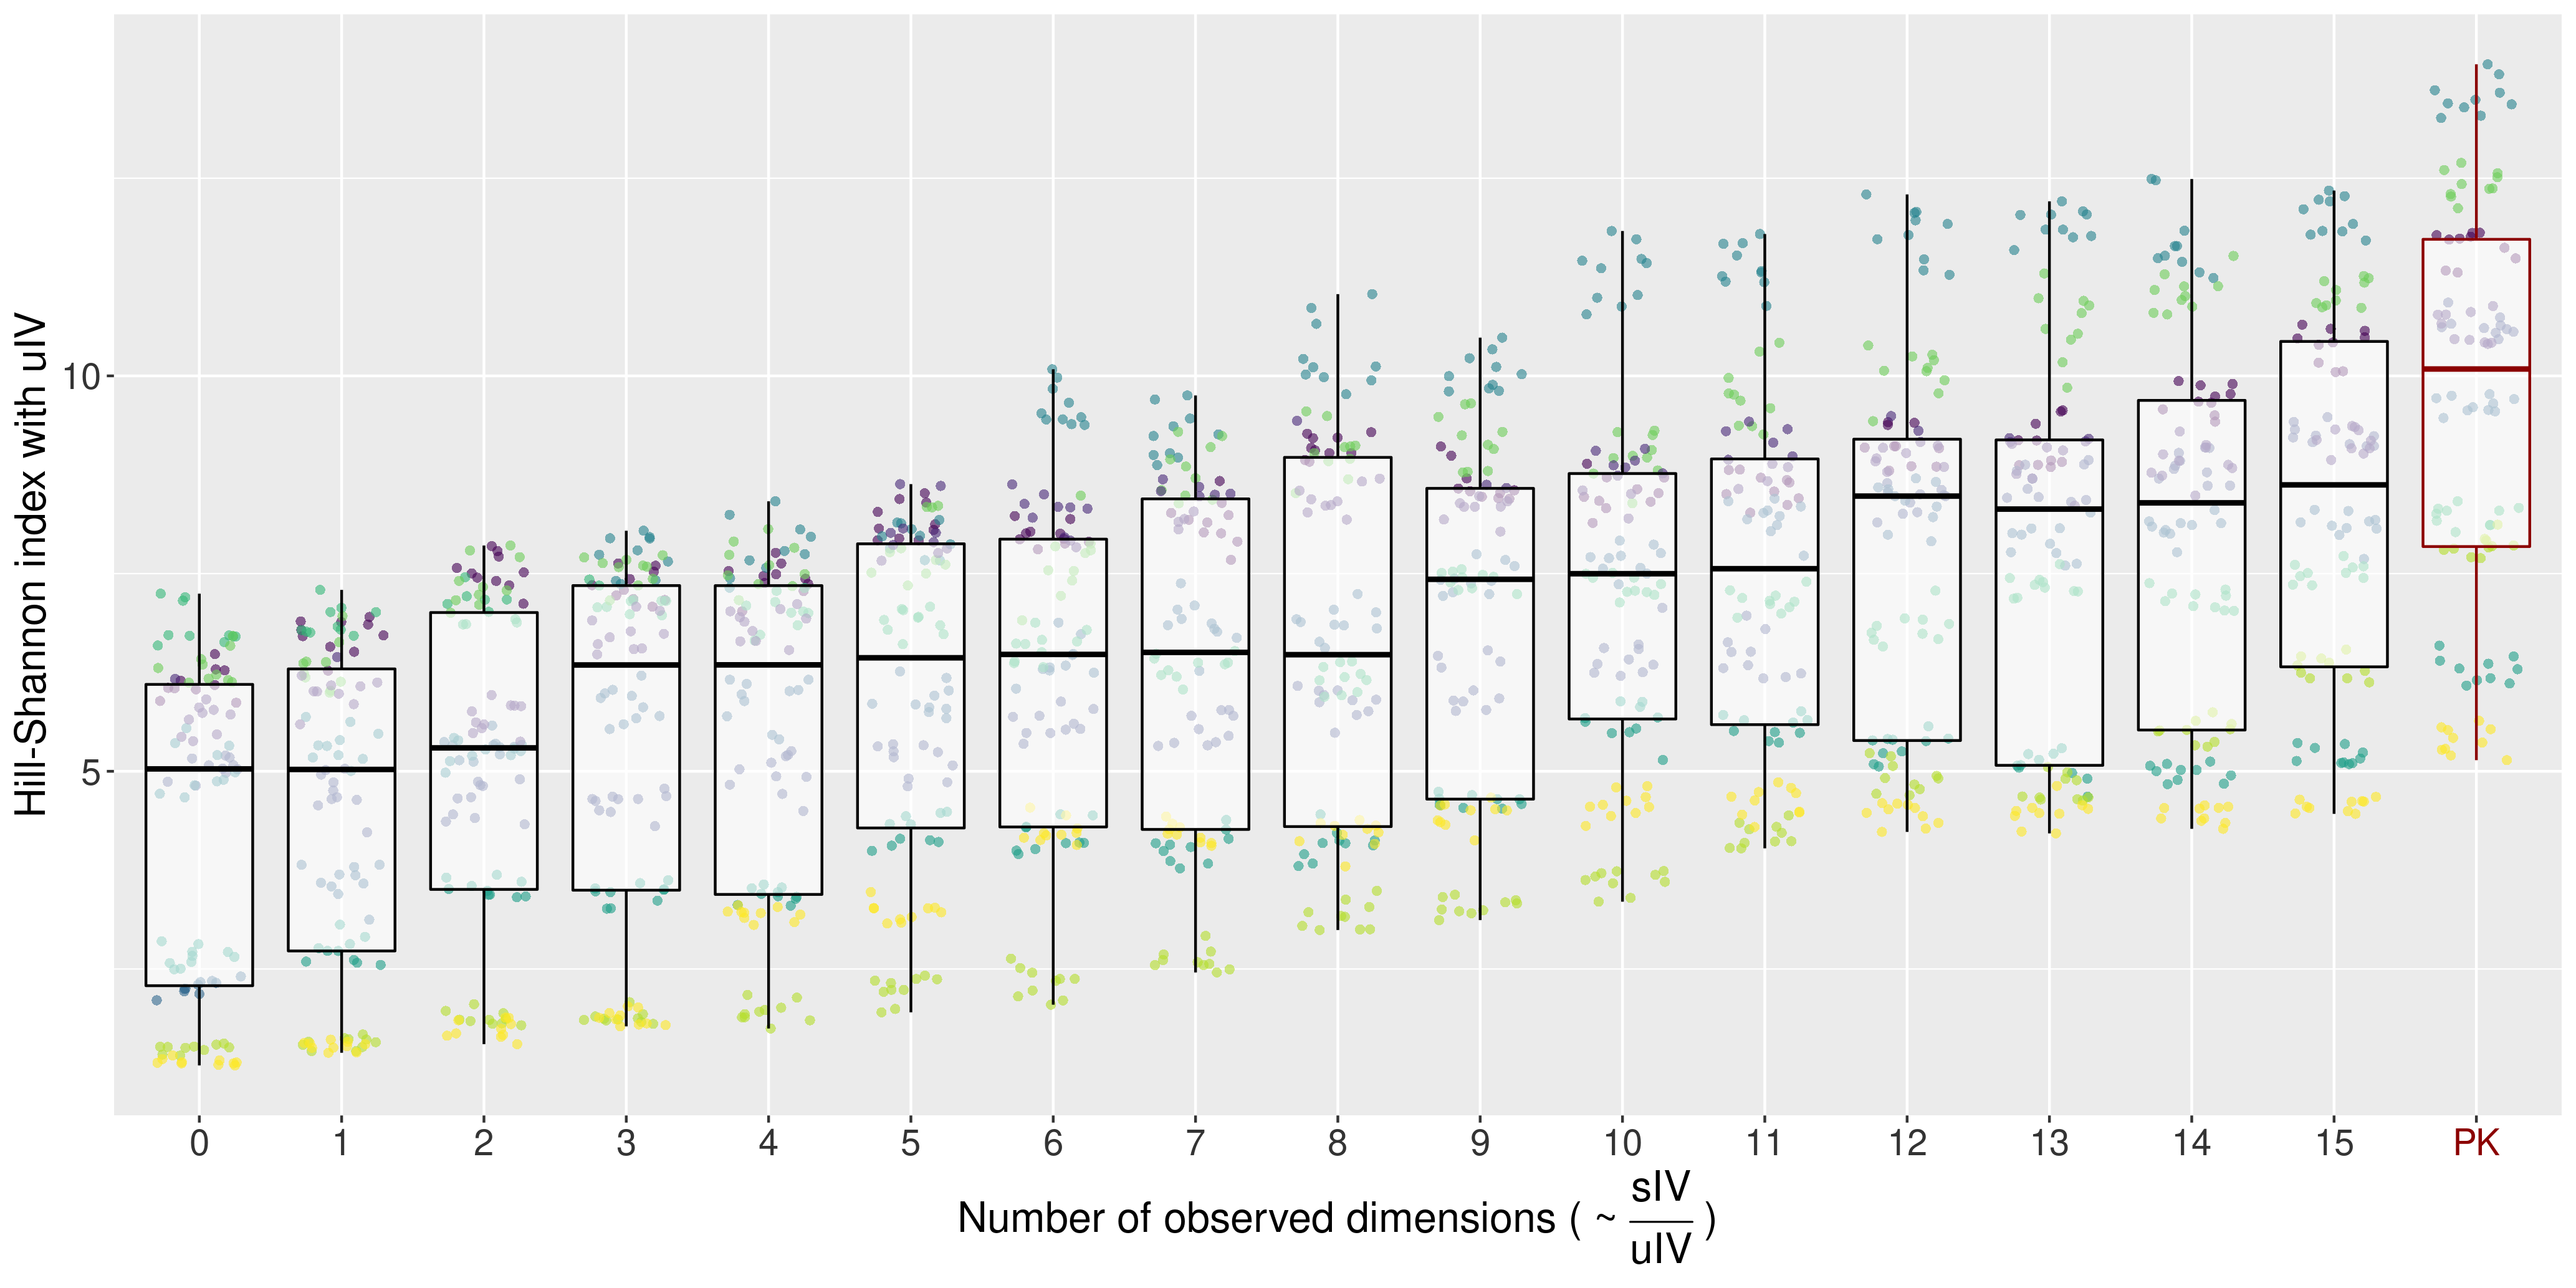 Hill-Shannon index with uIV
10
5
0 1 2 3 4 5 6 7 8 9 10 11 12 13 14 15 PK
Number of observed dimensions ( ~ sIV / uIV )